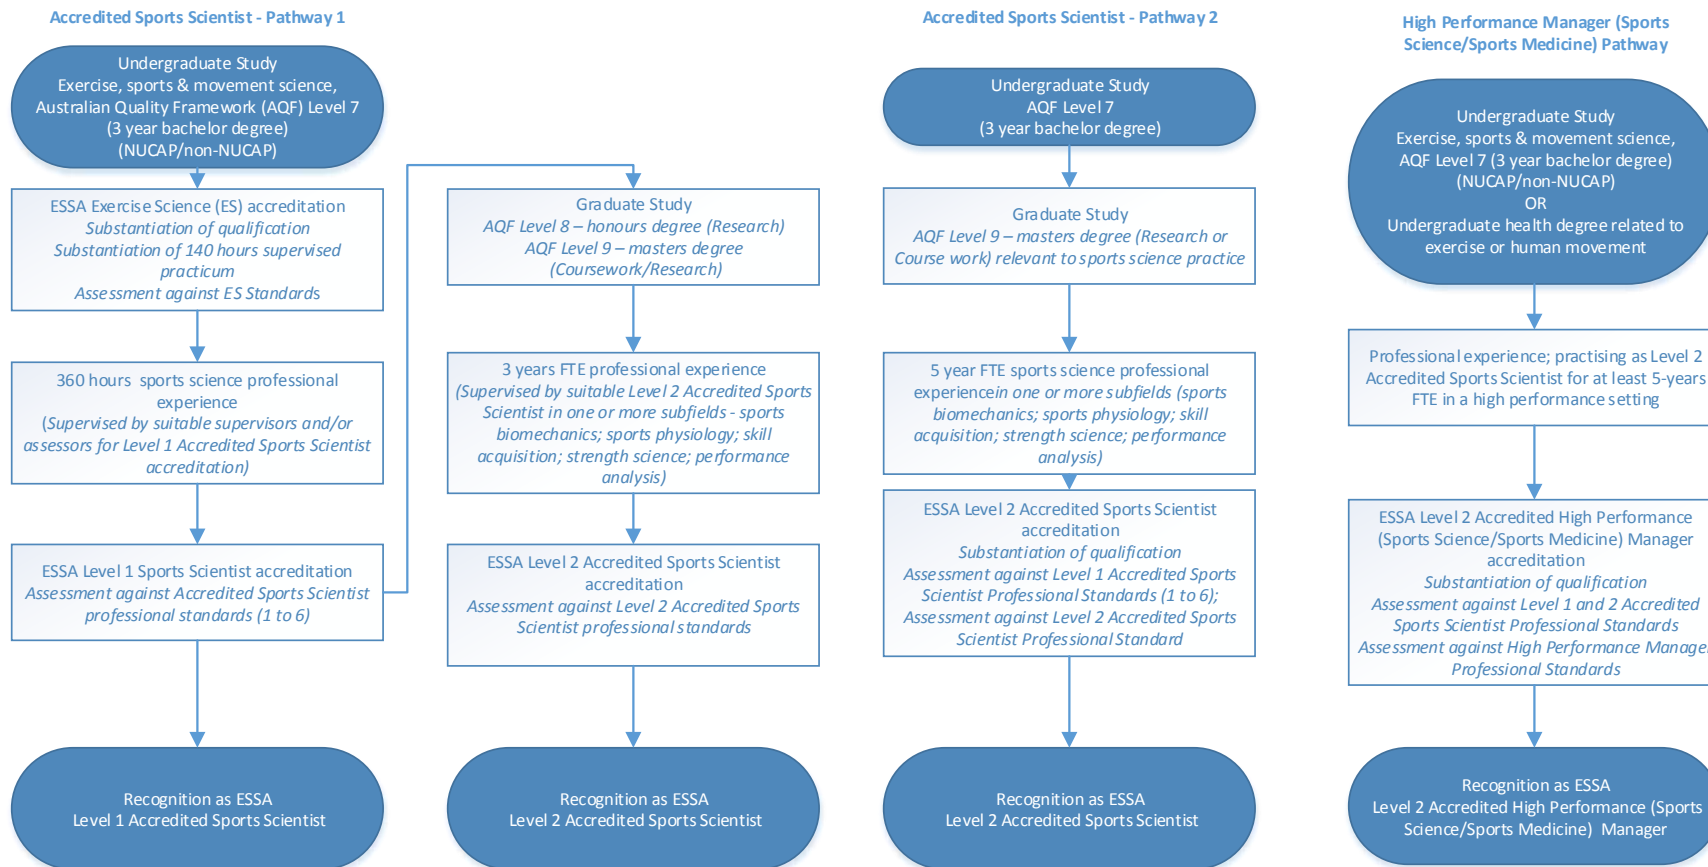 Accredited Sports Scientist - Pathway 1
Undergraduate Study
Exercise, sports & movement science,
Australian Quality Framework (AQF) Level 7
(3 year bachelor degree)
(NUCAP/non-NUCAP)
ESSA Exercise Science (ES) accreditation
Substantiation of qualification
Substantiation of 140 hours supervised
practicum
Assessment against ES Standards
360 hours sports science professional
experience
(Supervised by suitable supervisors and/or
assessors for Level 1 Accredited Sports Scientist
accreditation)
ESSA Level 1 Sports Scientist accreditation
Assessment against Accredited Sports Scientist
professional standards (1 to 6)
Recognition as ESSA
Level 1 Accredited Sports Scientist
Graduate Study
AQF Level 8 – honours degree (Research)
AQF Level 9 – masters degree
(Coursework/Research)
3 years FTE professional experience
(Supervised by suitable Level 2 Accredited Sports
Scientist in one or more subfields - sports
biomechanics; sports physiology; skill
acquisition; strength science; performance
analysis)
ESSA Level 2 Accredited Sports Scientist
accreditation
Assessment against Level 2 Accredited Sports
Scientist professional standards
Recognition as ESSA
Level 2 Accredited Sports Scientist
Accredited Sports Scientist - Pathway 2
Undergraduate Study
AQF Level 7
(3 year bachelor degree)
Graduate Study
AQF Level 9 – masters degree (Research or
Course work) relevant to sports science practice
5 year FTE sports science professional
experiencein one or more subfields (sports
biomechanics; sports physiology; skill
acquisition; strength science; performance
analysis)
ESSA Level 2 Accredited Sports Scientist
accreditation
Substantiation of qualification
Assessment against Level 1 Accredited Sports
Scientist Professional Standards (1 to 6);
Assessment against Level 2 Accredited Sports
Scientist Professional Standard
Recognition as ESSA
Level 2 Accredited Sports Scientist
High Performance Manager (Sports
Science/Sports Medicine) Pathway
Undergraduate Study
Exercise, sports & movement science,
AQF Level 7 (3 year bachelor degree)
(NUCAP/non-NUCAP)
OR
Undergraduate health degree related to
exercise or human movement
Professional experience; practising as Level 2
Accredited Sports Scientist for at least 5-years
FTE in a high performance setting
ESSA Level 2 Accredited High Performance
(Sports Science/Sports Medicine) Manager
accreditation
Substantiation of qualification
Assessment against Level 1 and 2 Accredited
Sports Scientist Professional Standards
Assessment against High Performance Manager
Professional Standards
Recognition as ESSA
Level 2 Accredited High Performance (Sports
Science/Sports Medicine) Manager